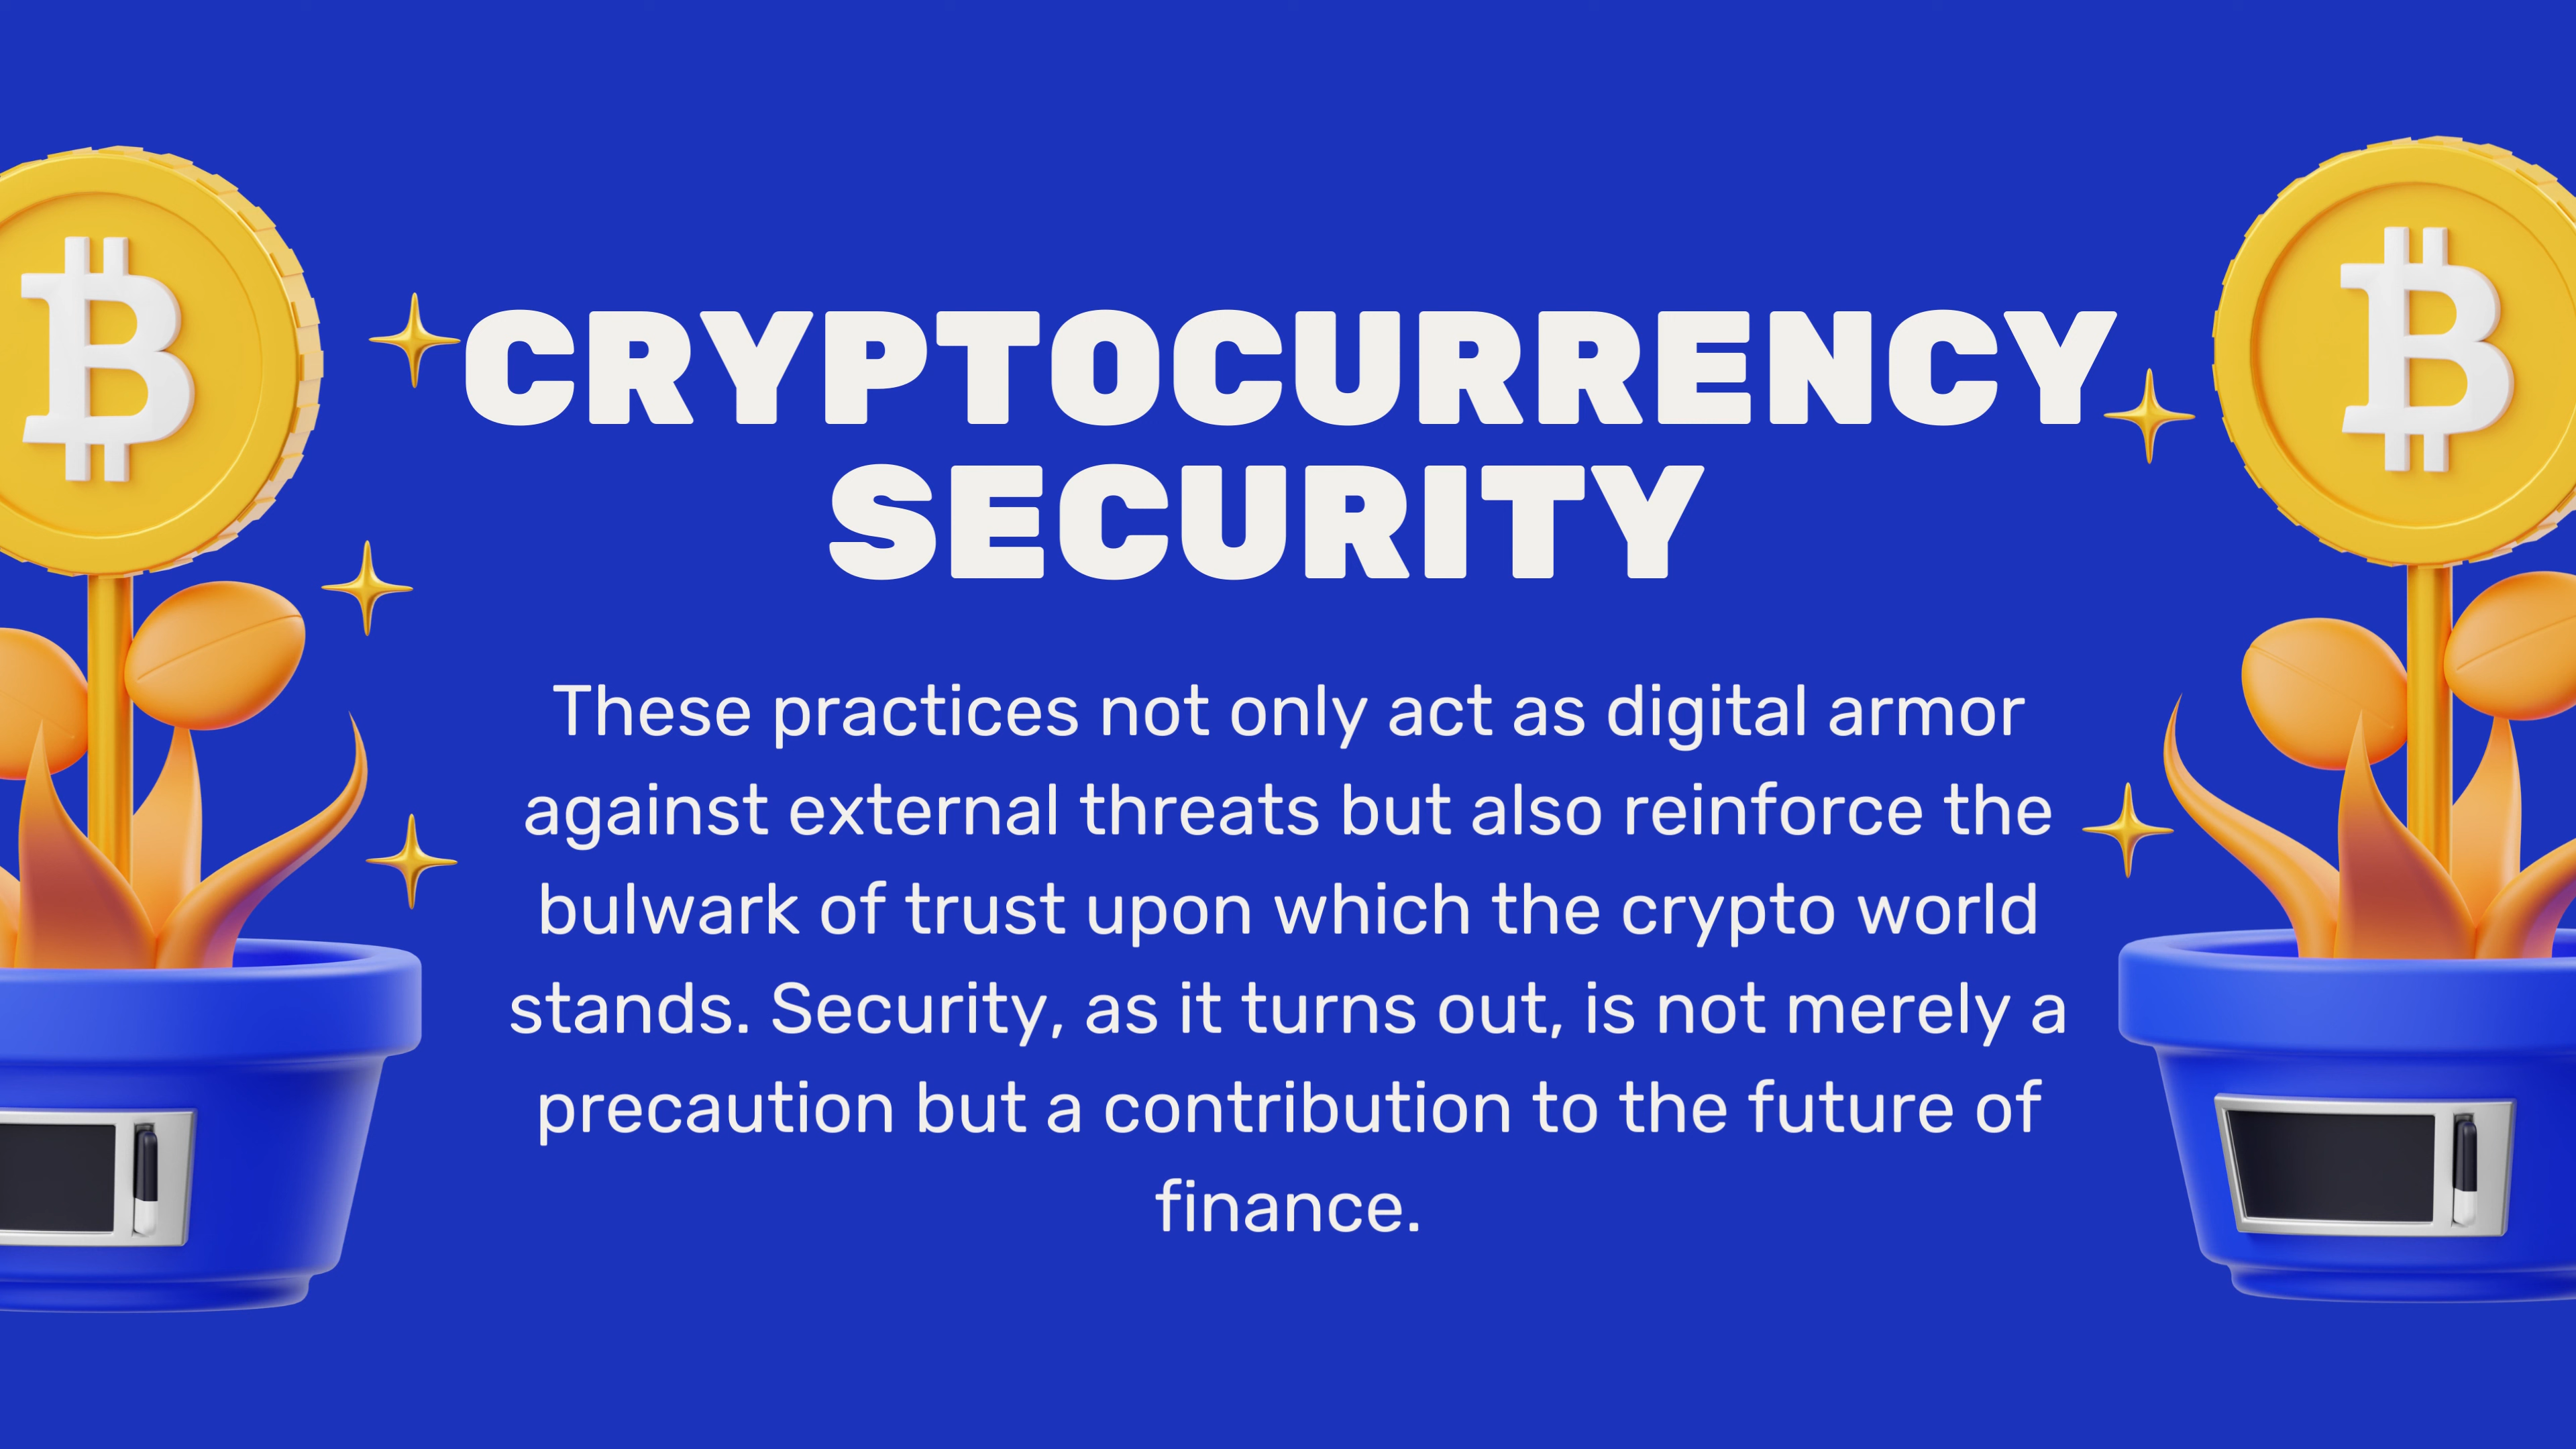 CRYPTOCURRENCY
SECURITY
These practices not only act as digital armor
against external threats but also reinforce the
bulwark of trust upon which the crypto world
stands. Security, as it turns out, is not merely a
precaution but a contribution to the future of
finance.